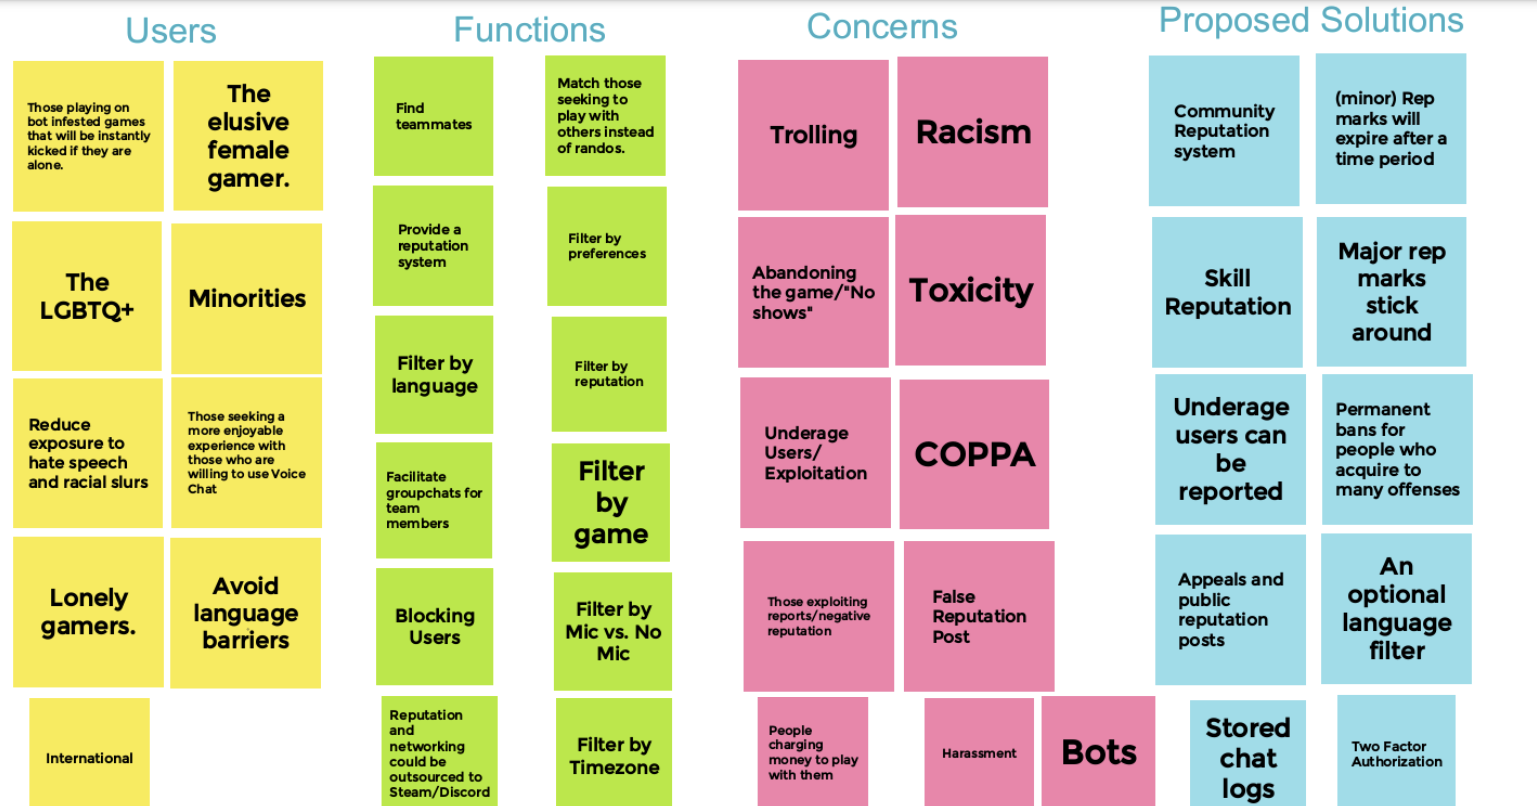 Users
Those playing on
bot infested games
that will be instantly
kicked if they are
alone.
The
elusive
female
gamer.
The
LGBTQ+
Minorities
Reduce
exposure to
hate speech
and racial slurs
Those seeking a
more enjoyable
experience with
those who are
willing to use Voice
Chat
Lonely
gamers.
Avoid
language
barriers
International
Functions
Find
teammates
Match those
seeking to
play with
others instead
of randos.
Provide a
reputation
system
Filter by
preferences
Filter by
language
Filter by
reputation
Facilitate
groupchats for
team
members
Filter
by
game
Blocking
Users
Filter by
Mic vs. No
Mic
Reputation
and
networking
could be
outsourced to
Steam/Discord
Filter by
Timezone
Concerns
Trolling
Racism
Abandoning
the game/"No
shows"
Toxicity
Underage
Users/
Exploitation
COPPA
Those exploiting
reports/negative
reputation
False
Reputation
Post
People
charging
money to play
with them
Harassment
Bots
Proposed Solutions
Community
Reputation
system
(minor) Rep
marks will
expire after a
time period
Skill
Reputation
Major rep
marks
stick
around
Underage
users can
be
reported
Permanent
bans for
people who
acquire to
many offenses
Appeals and
public
reputation
posts
An
optional
language
filter
Stored
chat
logs
Two Factor
Authorization